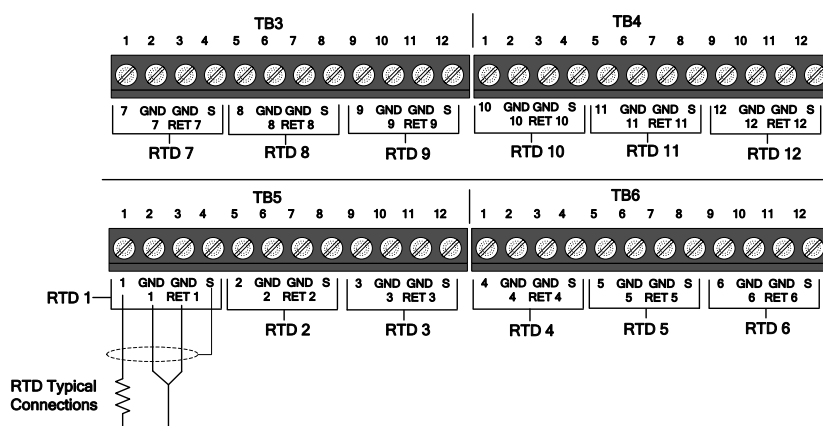 TB3 TB4
1 2 3 4 5 6 7 8 9 10 11 12 1 2 3 4 5 6 7 8 9 10 11 12
7 GND GND S 8 GND GND S 9 GND GND S 10 GND GND S 11 GND GND S 12 GND GND S
7 RET 7 8 RET 8 9 RET 9 10 RET 10 11 RET 11 12 RET 12
RTD 7 RTD 8 RTD 9 RTD 10 RTD 11 RTD 12
TB5 TB6
1 2 3 4 5 6 7 8 9 10 11 12 1 2 3 4 5 6 7 8 9 10 11 12
1 GND GND S 2 GND GND S 3 GND GND S 4 GND GND S 5 GND GND S 6 GND GND S
RTD 1 1 RET 1 2 RET 2 3 RET 3 4 RET 4 5 RET 5 6 RET 6
RTD 2 RTD 3 RTD 4 RTD 5 RTD 6
RTD Typical
Connections